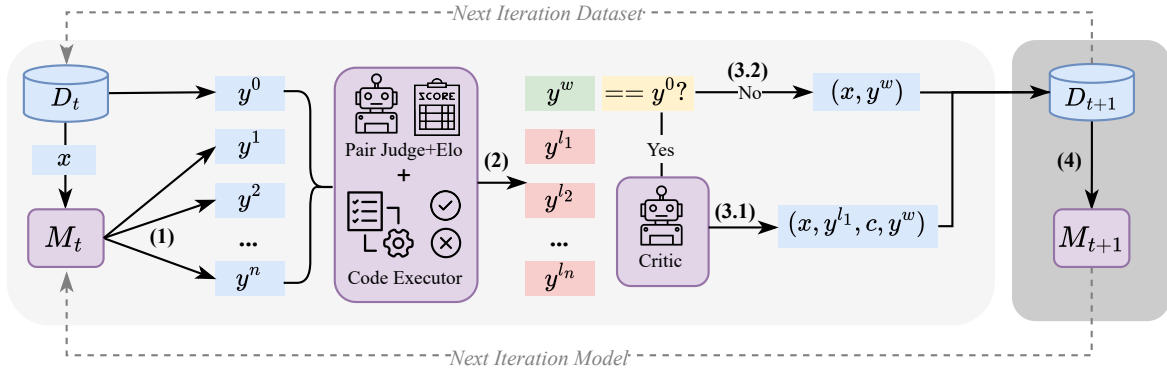 Next Iteration Dataset
D_t
x
M_t
(1)
y^0
y^1
y^2
...
y^n
SCORE
Pair Judge+Elo
+
Code Executor
(2)
y^w
== y^0?
y^{l_1}
y^{l_2}
...
y^{l_n}
Yes
Critic
(3.2)
No
(x, y^w)
(3.1)
(x, y^{l_1}, c, y^w)
D_{t+1}
(4)
M_{t+1}
Next Iteration Model